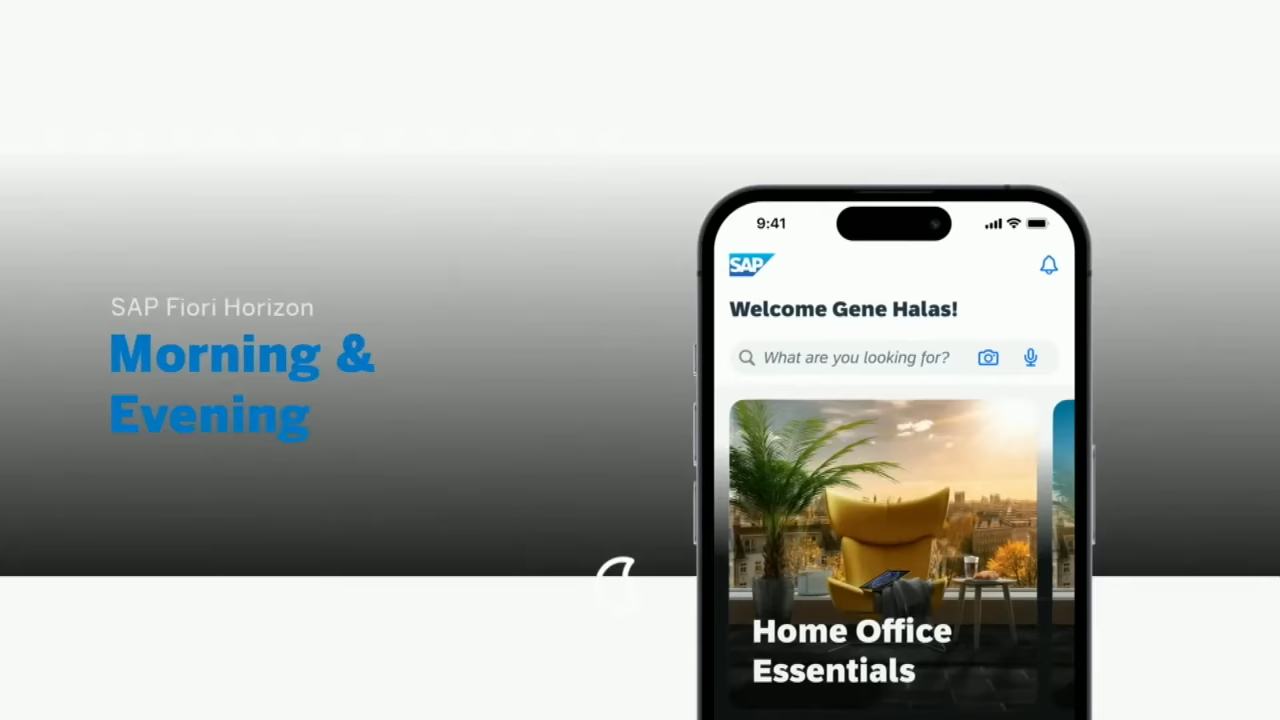 SAP Fiori Horizon
Morning &
Evening
9:41
SAP
Welcome Gene Halas!
What are you looking for?
Home Office
Essentials